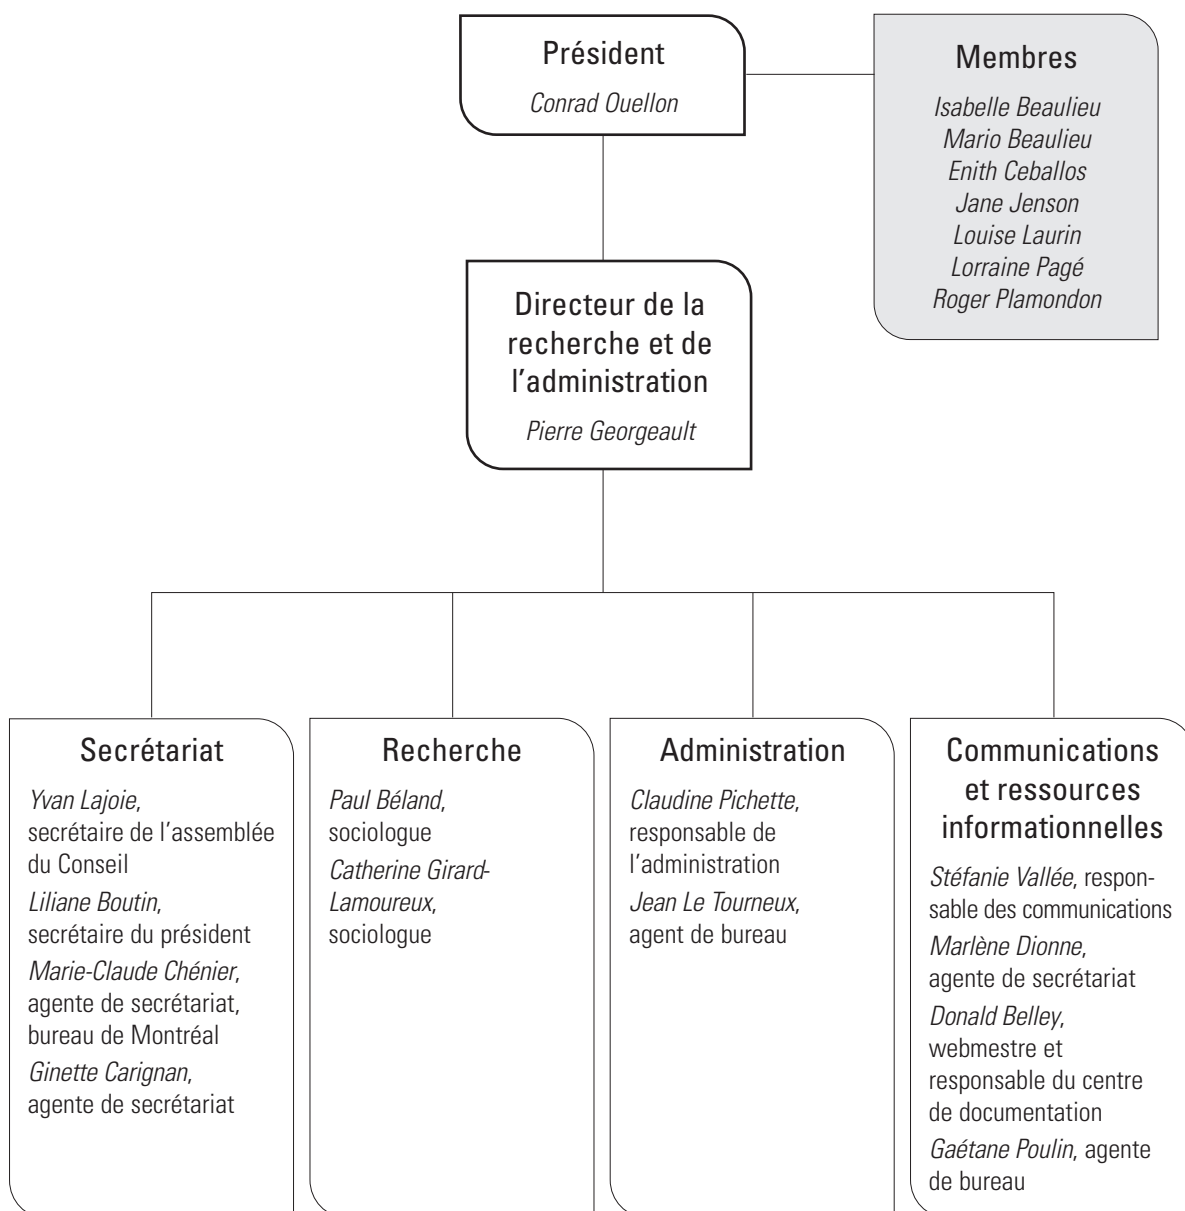 Président
Conrad Ouellon
Membres
Isabelle Beaulieu
Mario Beaulieu
Enith Ceballos
Jane Jenson
Louise Laurin
Lorraine Pagé
Roger Plamondon
Directeur de la
recherche et de
l'administration
Pierre Georgeault
Secrétariat
Yvan Lajoie,
secrétaire de l'assemblée
du Conseil
Liliane Boutin,
secrétaire du président
Marie-Claude Chénier,
agente de secrétariat,
bureau de Montréal
Ginette Carignan,
agente de secrétariat
Recherche
Paul Béland,
sociologue
Catherine Girard-
Lamoureux,
sociologue
Administration
Claudine Pichette,
responsable de
l'administration
Jean Le Tourneux,
agent de bureau
Communications
et ressources
informationnelles
Stéfanie Vallée, respon-
sable des communications
Marlène Dionne,
agente de secrétariat
Donald Belley,
webmestre et
responsable du centre
de documentation
Gaétane Poulin, agente
de bureau